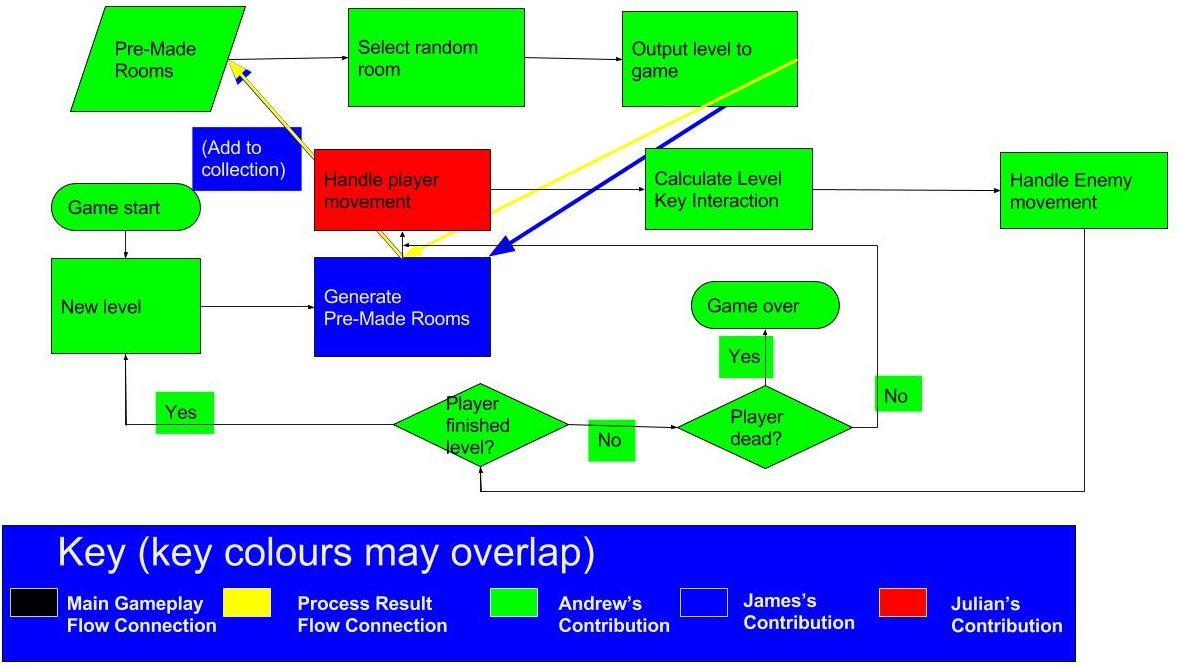 Pre-Made
Rooms
Select random
room
Output level to
game
(Add to
collection)
Game start
Handle player
movement
Calculate Level
Key Interaction
Handle Enemy
movement
New level
Generate
Pre-Made Rooms
Game over
Yes
No
Yes
Player
finished
level?
No
Player
dead?
Key (key colours may overlap)
Main Gameplay
Flow Connection
Process Result
Flow Connection
Andrew's
Contribution
James's
Contribution
Julian's
Contribution